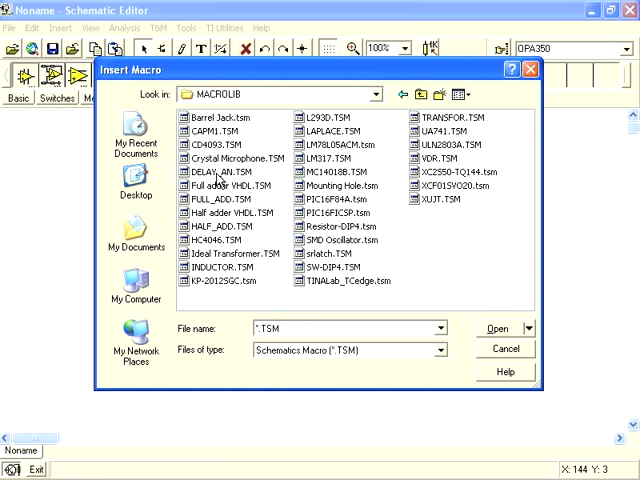 Noname - Schematic Editor
File Edit Insert View Analysis T&M Tools TI Utilities Help
100%
OPA350
Basic Switches Me
Insert Macro
Look in: MACROLIB
My Recent
Documents
Desktop
My Documents
My Computer
My Network
Places
Barrel Jack.tsm
CAPM1.TSM
CD4093.TSM
Crystal Microphone.TSM
DELAY_AN.TSM
Full adder VHDL.TSM
FULL_ADD.TSM
Half adder VHDL.TSM
HALF_ADD.TSM
HC4046.TSM
Ideal Transformer.TSM
INDUCTOR.TSM
KP-2012SGC.tsm
L293D.TSM
LAPLACE.TSM
LM78L05ACM.tsm
LM317.TSM
MC14018B.TSM
Mounting Hole.tsm
PIC16F84A.tsm
PIC16FICSP.tsm
Resistor-DIP4.tsm
SMD Oscillator.tsm
srlatch.TSM
SW-DIP4.TSM
TINALab_TCedge.tsm
TRANSFOR.TSM
UA741.TSM
ULN2803A.TSM
VDR.TSM
XC2550-TQ144.tsm
XCF01SVO20.tsm
XUJT.TSM
File name: *.TSM
Open
Files of type: Schematics Macro (*.TSM)
Cancel
Help
Noname
Exit
X: 144 Y: 3